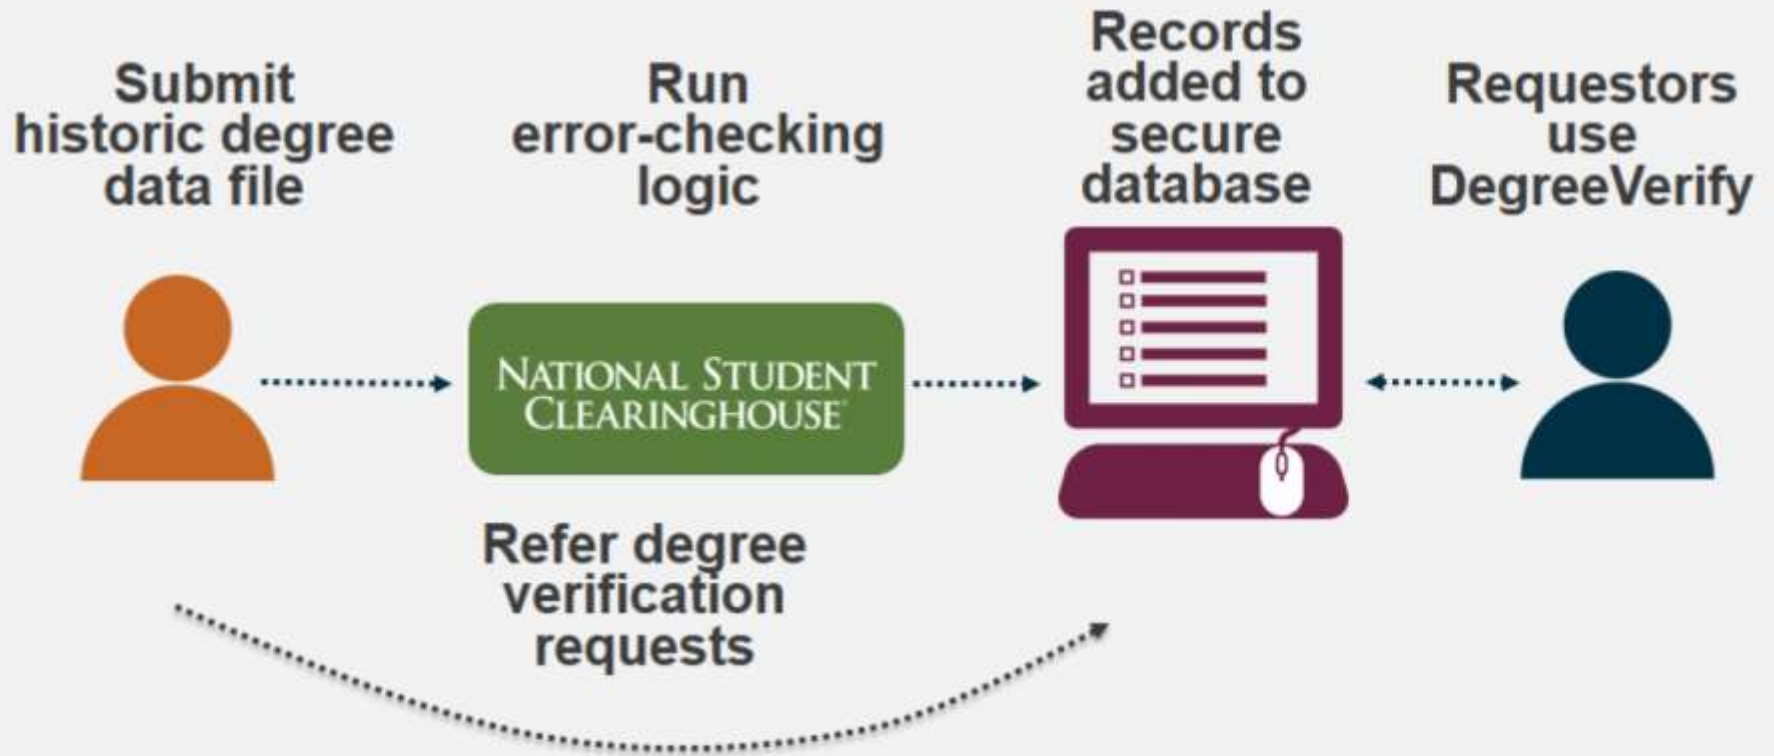 Submit
historic degree
data file
Run
error-checking
logic
Records
added to
secure
database
Requestors
use
DegreeVerify
NATIONAL STUDENT
CLEARINGHOUSE®
Refer degree
verification
requests